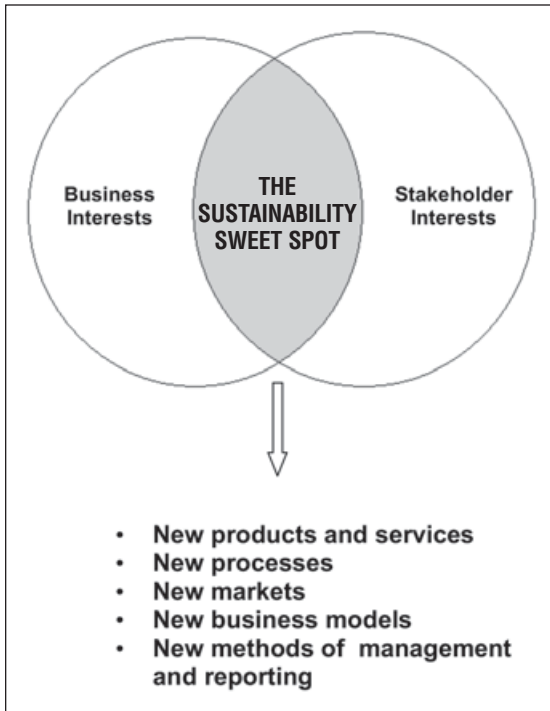 Business
Interests
THE
SUSTAINABILITY
SWEET SPOT
Stakeholder
Interests
• New products and services
• New processes
• New markets
• New business models
• New methods of management
and reporting